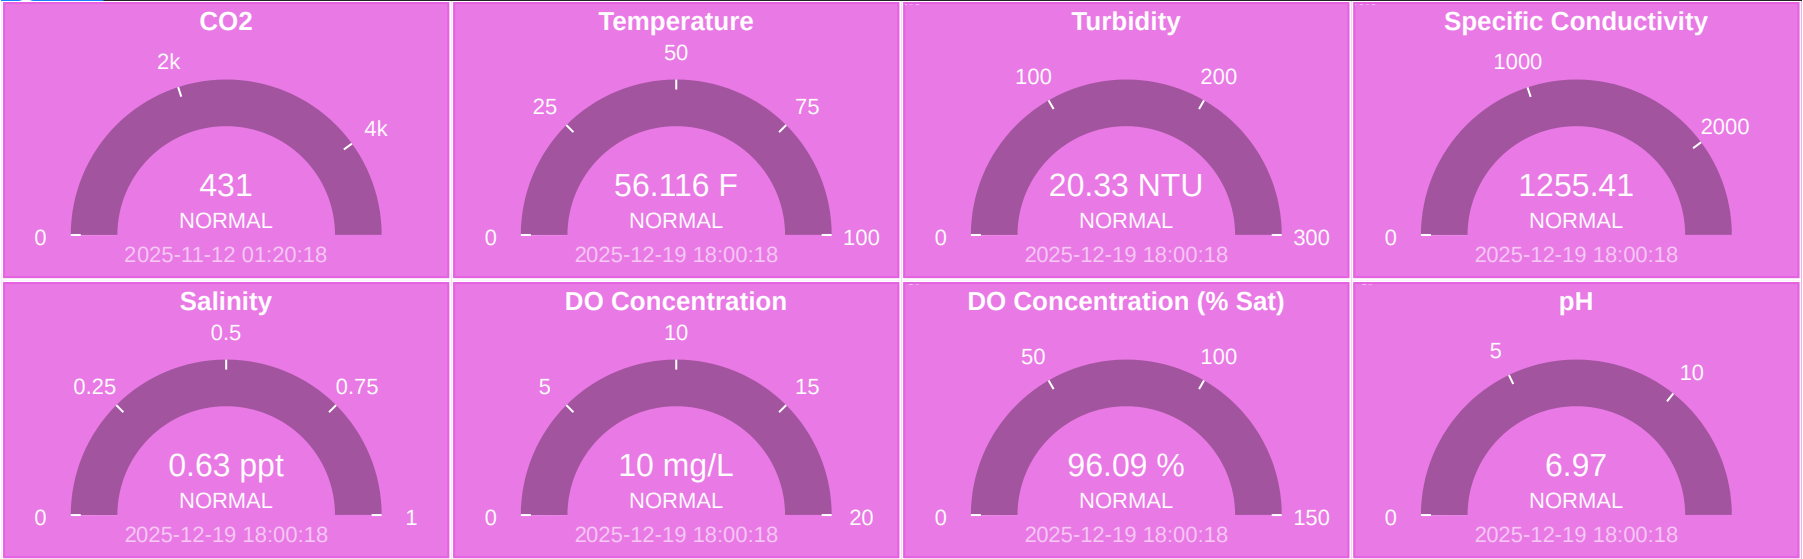 CO2
2k
4k
0
431
NORMAL
2025-11-12 01:20:18
Temperature
50
25
75
0
100
56.116 F
NORMAL
2025-12-19 18:00:18
Turbidity
100
200
0
300
20.33 NTU
NORMAL
2025-12-19 18:00:18
Specific Conductivity
1000
2000
0
1255.41
NORMAL
2025-12-19 18:00:18
Salinity
0.5
0.25
0.75
0
1
0.63 ppt
NORMAL
2025-12-19 18:00:18
DO Concentration
10
5
15
0
20
10 mg/L
NORMAL
2025-12-19 18:00:18
DO Concentration (% Sat)
50
100
0
150
96.09 %
NORMAL
2025-12-19 18:00:18
pH
5
10
0
6.97
NORMAL
2025-12-19 18:00:18